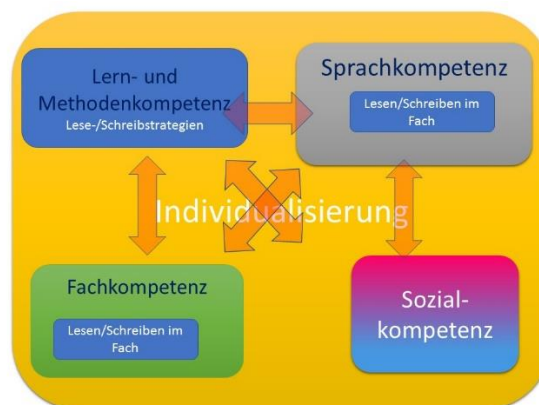 Lern- und
Methodenkompetenz
Lese-/Schreibstrategien
Sprachkompetenz
Lesen/Schreiben im
Fach
Individualisierung
Fachkompetenz
Lesen/Schreiben im
Fach
Sozial-
kompetenz